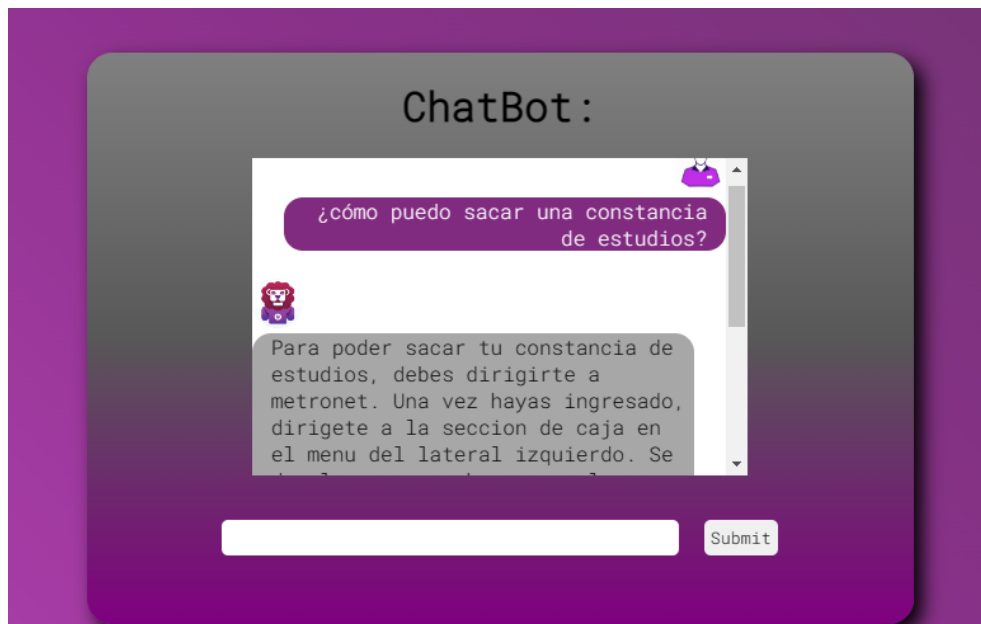 ChatBot:
¿cómo puedo sacar una constancia
de estudios?
Para poder sacar tu constancia de
estudios, debes dirigirte a
metronet. Una vez hayas ingresado,
dirigete a la seccion de caja en
el menu del lateral izquierdo. Se
Submit